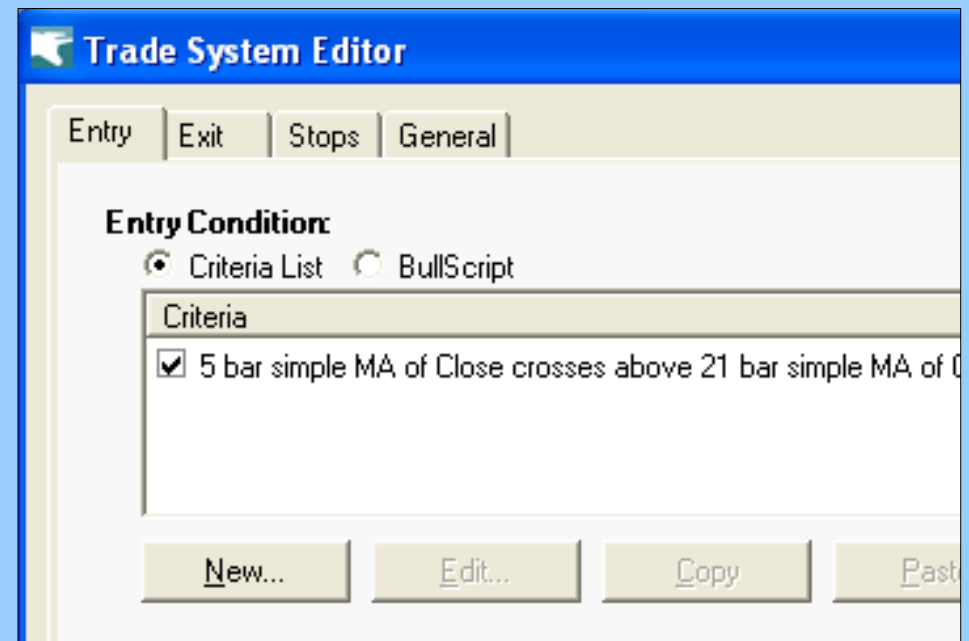 Trade System Editor
Entry Exit Stops General
Entry Condition:
Criteria List BullScript
Criteria
5 bar simple MA of Close crosses above 21 bar simple MA of
New... Edit... Copy